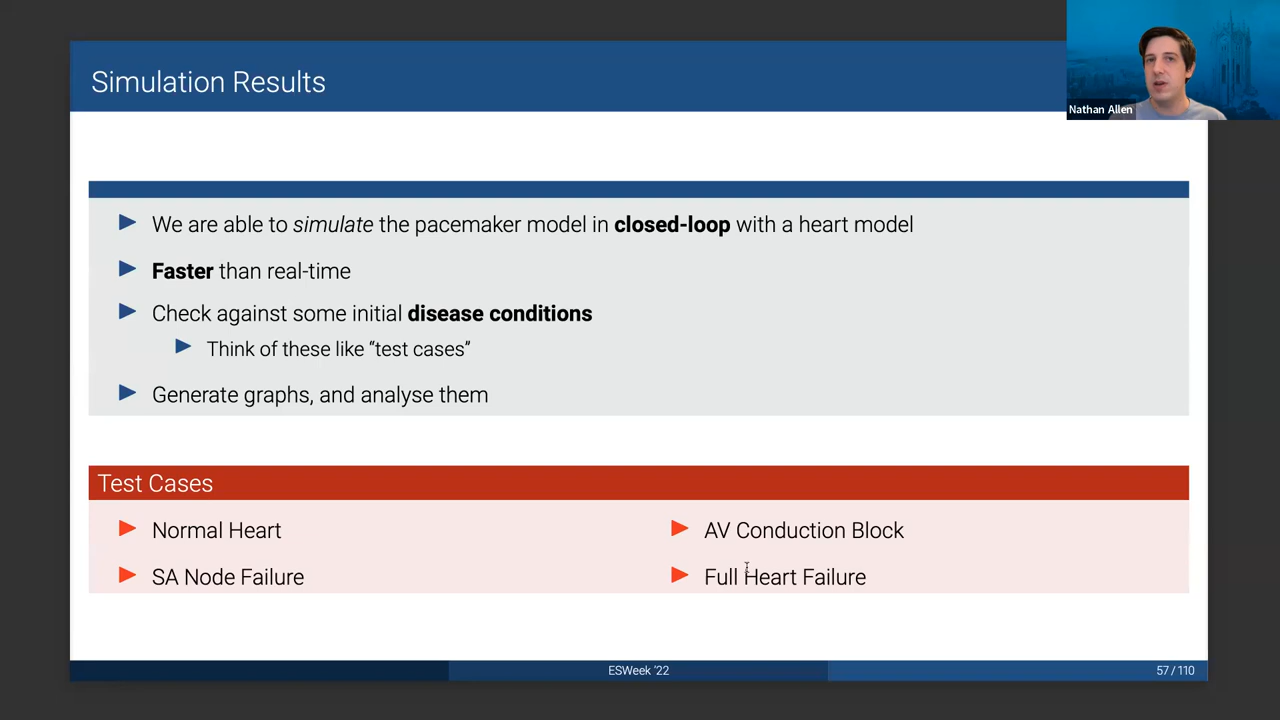 Simulation Results
Nathan Allen
We are able to simulate the pacemaker model in closed-loop with a heart model
Faster than real-time
Check against some initial disease conditions
Think of these like “test cases”
Generate graphs, and analyse them
Test Cases
Normal Heart
AV Conduction Block
SA Node Failure
Full Heart Failure
ESWeek ’22
57 / 110